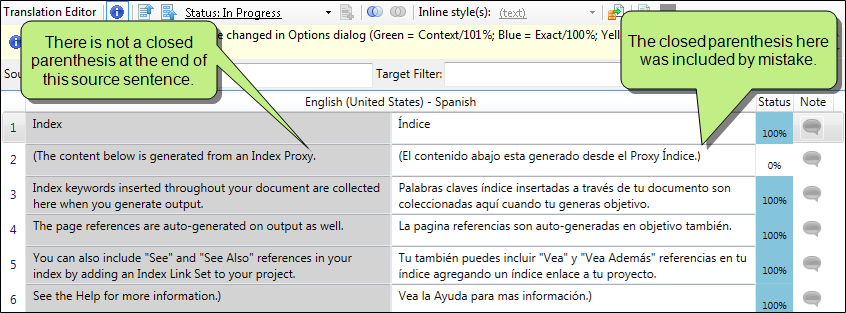 Translation Editor
Status: In Progress
Inline style(s): (text)
There is not a closed
parenthesis at the end of
this source sentence.
changed in Options dialog (Green = Context/101%; Blue = Exact/100%; Yell
The closed parenthesis here
was included by mistake.
Sou
Target Filter:
English (United States) - Spanish Status Note
1 Index Índice 100%
2 (The content below is generated from an Index Proxy. (El contenido abajo esta generado desde el Proxy Índice.) 0%
3 Index keywords inserted throughout your document are collected Palabras claves índice insertadas a través de tu documento son
here when you generate output. coleccionadas aquí cuando tu generas objetivo. 100%
4 The page references are auto-generated on output as well. La pagina referencias son auto-generadas en objetivo también. 100%
5 You can also include "See" and "See Also" references in your Tu también puedes incluir "Vea" y "Vea Además" referencias en tu
index by adding an Index Link Set to your project. índice agregando un índice enlace a tu proyecto. 100%
6 See the Help for more information.) Vea la Ayuda para mas información.) 100%